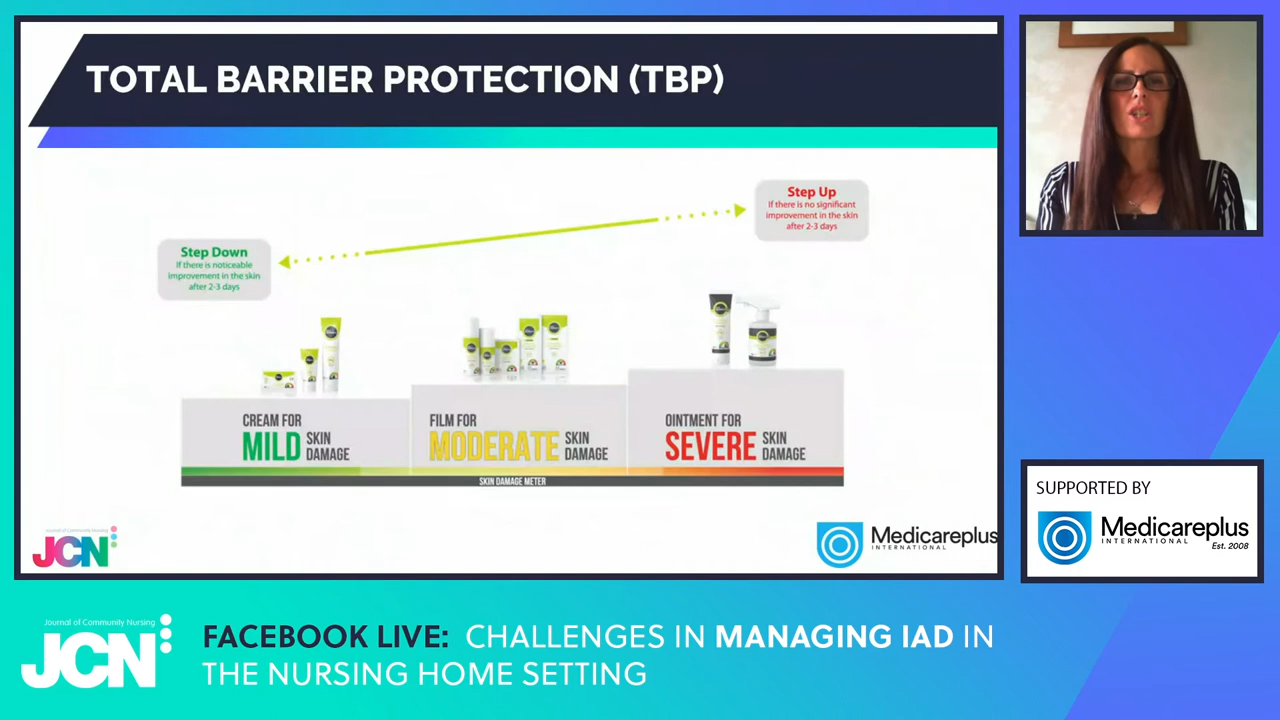 TOTAL BARRIER PROTECTION (TBP)
Step Up
If there is no significant
improvement in the skin
after 2-3 days
Step Down
If there is noticeable
improvement in the skin
after 2-3 days
CREAM FOR
MILD SKIN DAMAGE
FILM FOR
MODERATE SKIN DAMAGE
OINTMENT FOR
SEVERE SKIN DAMAGE
SKIN DAMAGE METER
Journal of Community Nursing
JCN
Medicareplus
INTERNATIONAL
SUPPORTED BY
Medicareplus
INTERNATIONAL
Est. 2008
Journal of Community Nursing
JCN
FACEBOOK LIVE: CHALLENGES IN MANAGING IAD IN
THE NURSING HOME SETTING